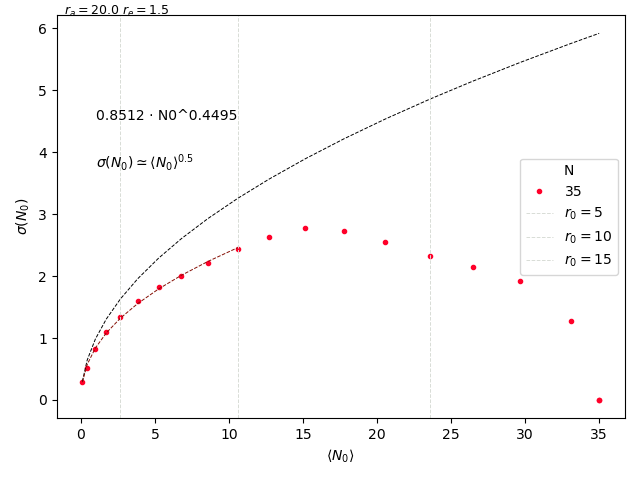 r_a = 20.0 r_e = 1.5
0.8512 · N0^0.4495
σ(N_0) ≃ ⟨N_0⟩^0.5
σ(N_0)
6
5
4
3
2
1
0
N
35
r_0 = 5
r_0 = 10
r_0 = 15
0 5 10 15 20 25 30 35
⟨N_0⟩